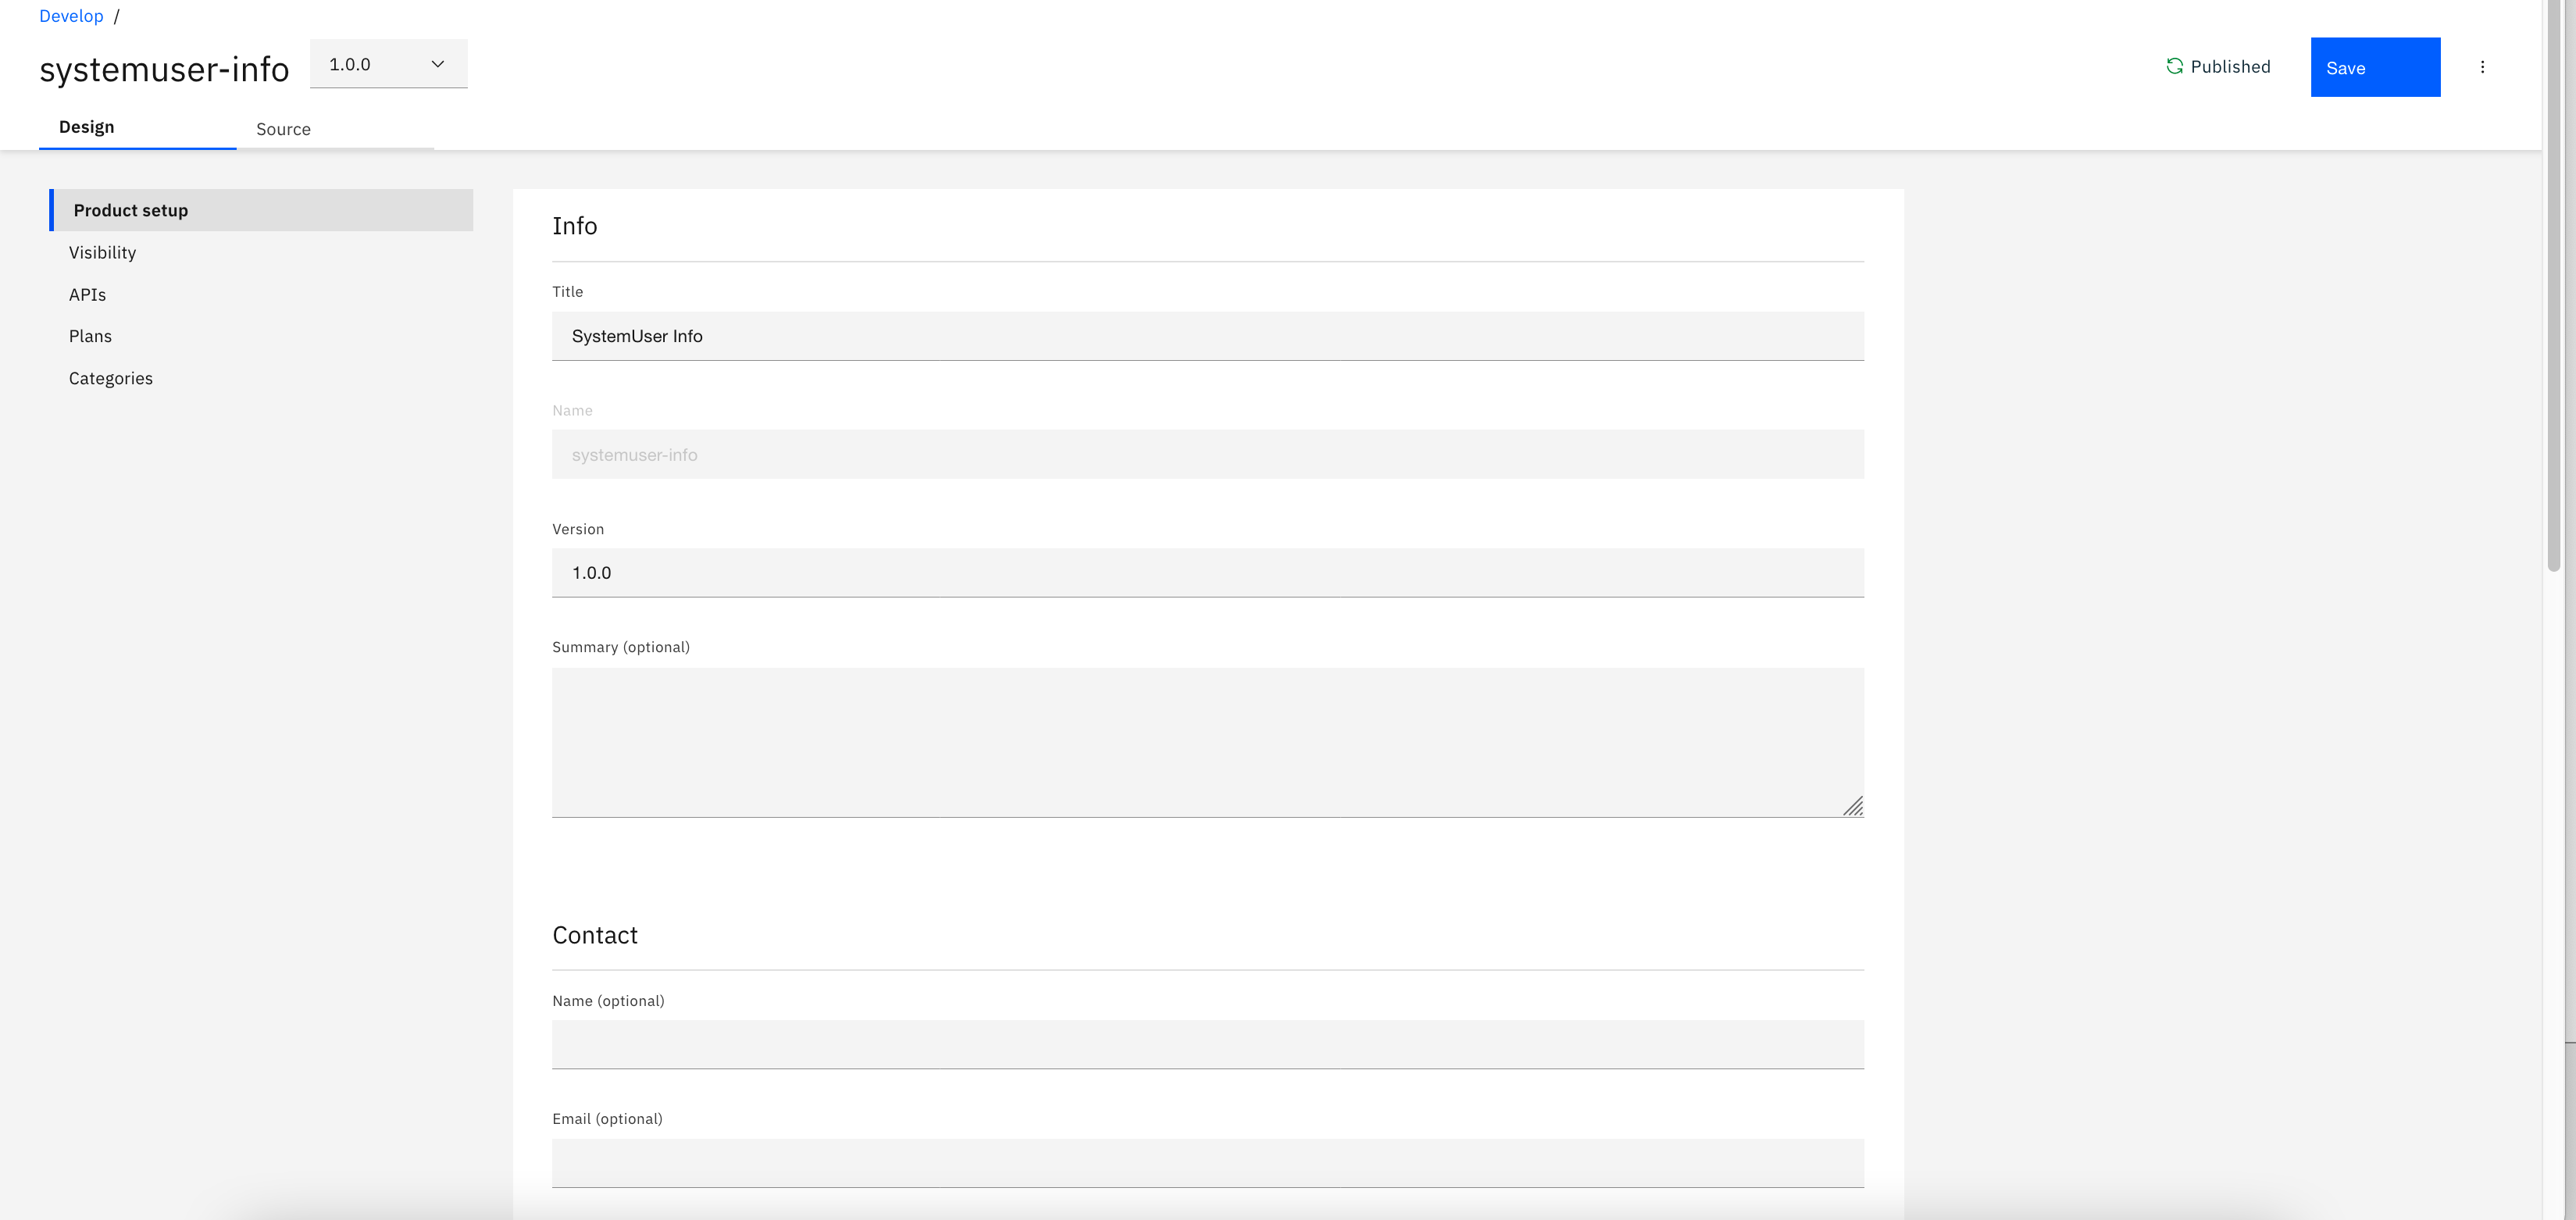 Develop /
systemuser-info
1.0.0
Published
Save
Design
Source
Product setup
Visibility
APIs
Plans
Categories
Info
Title
SystemUser Info
Name
systemuser-info
Version
1.0.0
Summary (optional)
Contact
Name (optional)
Email (optional)